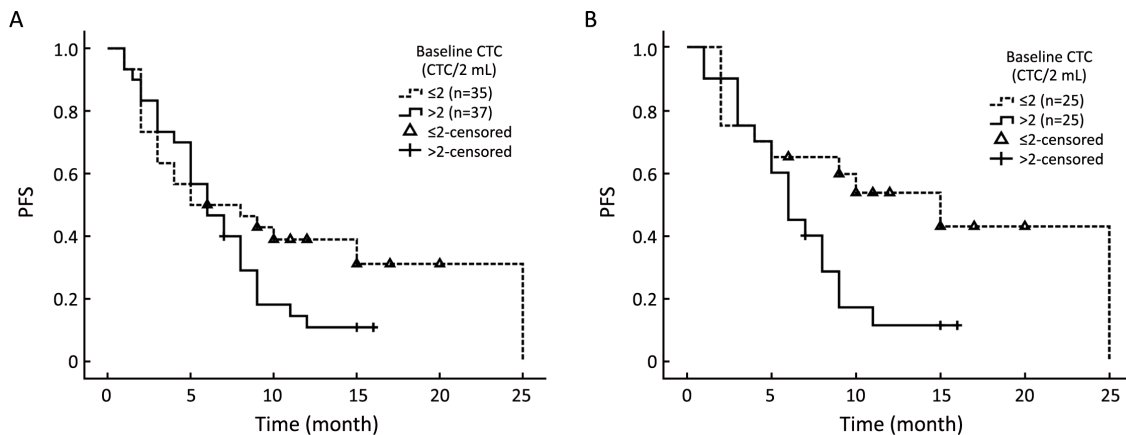 A
Baseline CTC
(CTC/2 mL)
≤2 (n=35)
>2 (n=37)
≤2-censored
>2-censored
1.0
0.8
0.6
0.4
0.2
0
PFS
0 5 10 15 20 25
Time (month)
B
Baseline CTC
(CTC/2 mL)
≤2 (n=25)
>2 (n=25)
≤2-censored
>2-censored
1.0
0.8
0.6
0.4
0.2
0
PFS
0 5 10 15 20 25
Time (month)